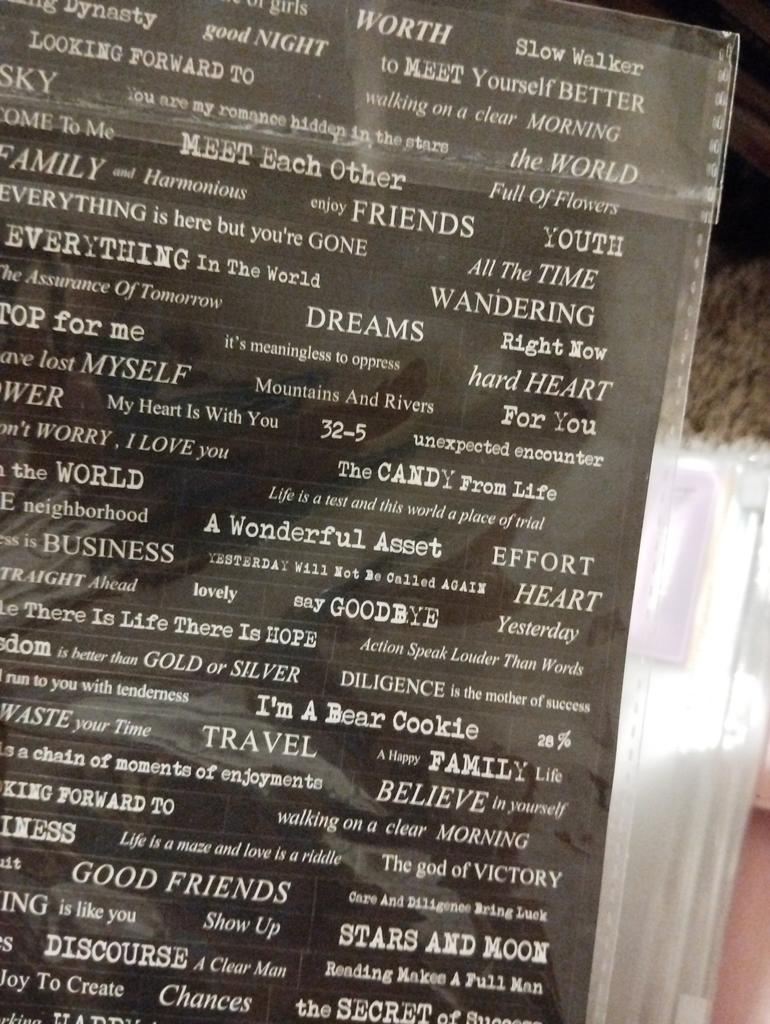 Dynasty
of girls
WORTH
Slow Walker
good NIGHT
LOOKING FORWARD TO
to MEET Yourself BETTER
SKY
You are my romance hidden in the stars
walking on a clear MORNING
COME To Me
MEET Each Other
the WORLD
FAMILY and Harmonious
enjoy FRIENDS
Full Of Flowers
EVERYTHING is here but you're GONE
YOUTH
EVERYTHING In The World
All The TIME
The Assurance Of Tomorrow
WANDERING
DREAMS
Right Now
TOP for me
it's meaningless to oppress
hard HEART
ave lost MYSELF
Mountains And Rivers
For You
OWER
My Heart Is With You
32-5
unexpected encounter
on't WORRY, I LOVE you
The CANDY From Life
the WORLD
Life is a test and this world a place of trial
E neighborhood
A Wonderful Asset
EFFORT
ess is BUSINESS
YESTERDAY Will Not Be Called AGAIN
HEART
TRAIGHT Ahead
lovely
say GOODBYE
Yesterday
le There Is Life There Is HOPE
Action Speak Louder Than Words
sdom is better than GOLD or SILVER
DILIGENCE is the mother of success
run to you with tenderness
I'm A Bear Cookie
28%
WASTE your Time
TRAVEL
A Happy FAMILY Life
is a chain of moments of enjoyments
BELIEVE in yourself
KING FORWARD TO
walking on a clear MORNING
INESS
Life is a maze and love is a riddle
The god of VICTORY
uit
GOOD FRIENDS
Care And Diligence Bring Luck
ING is like you
Show Up
STARS AND MOON
DISCOURSE A Clear Man
Reading Makes A Full Man
Joy To Create
Chances
the SECRET of Success